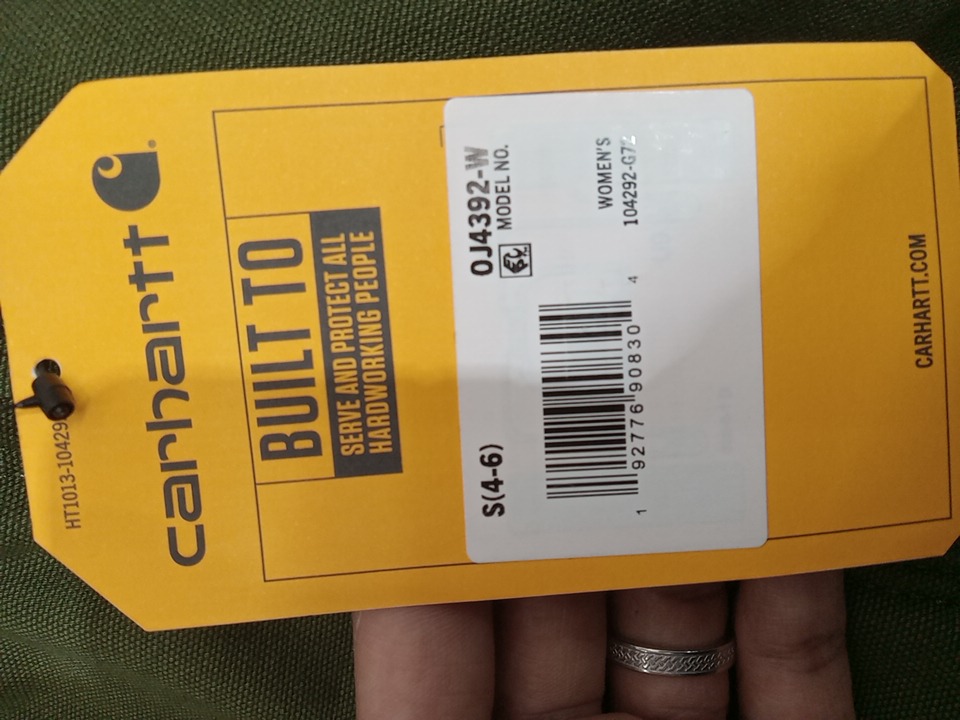 HT1013-10429
carhartt
BUILT TO
SERVE AND PROTECT ALL
HARDWORKING PEOPLE
S(4-6)
OJ4392-W
MODEL NO.
1 92776 90830 4
WOMEN'S
104292-G72
CARHARTT.COM